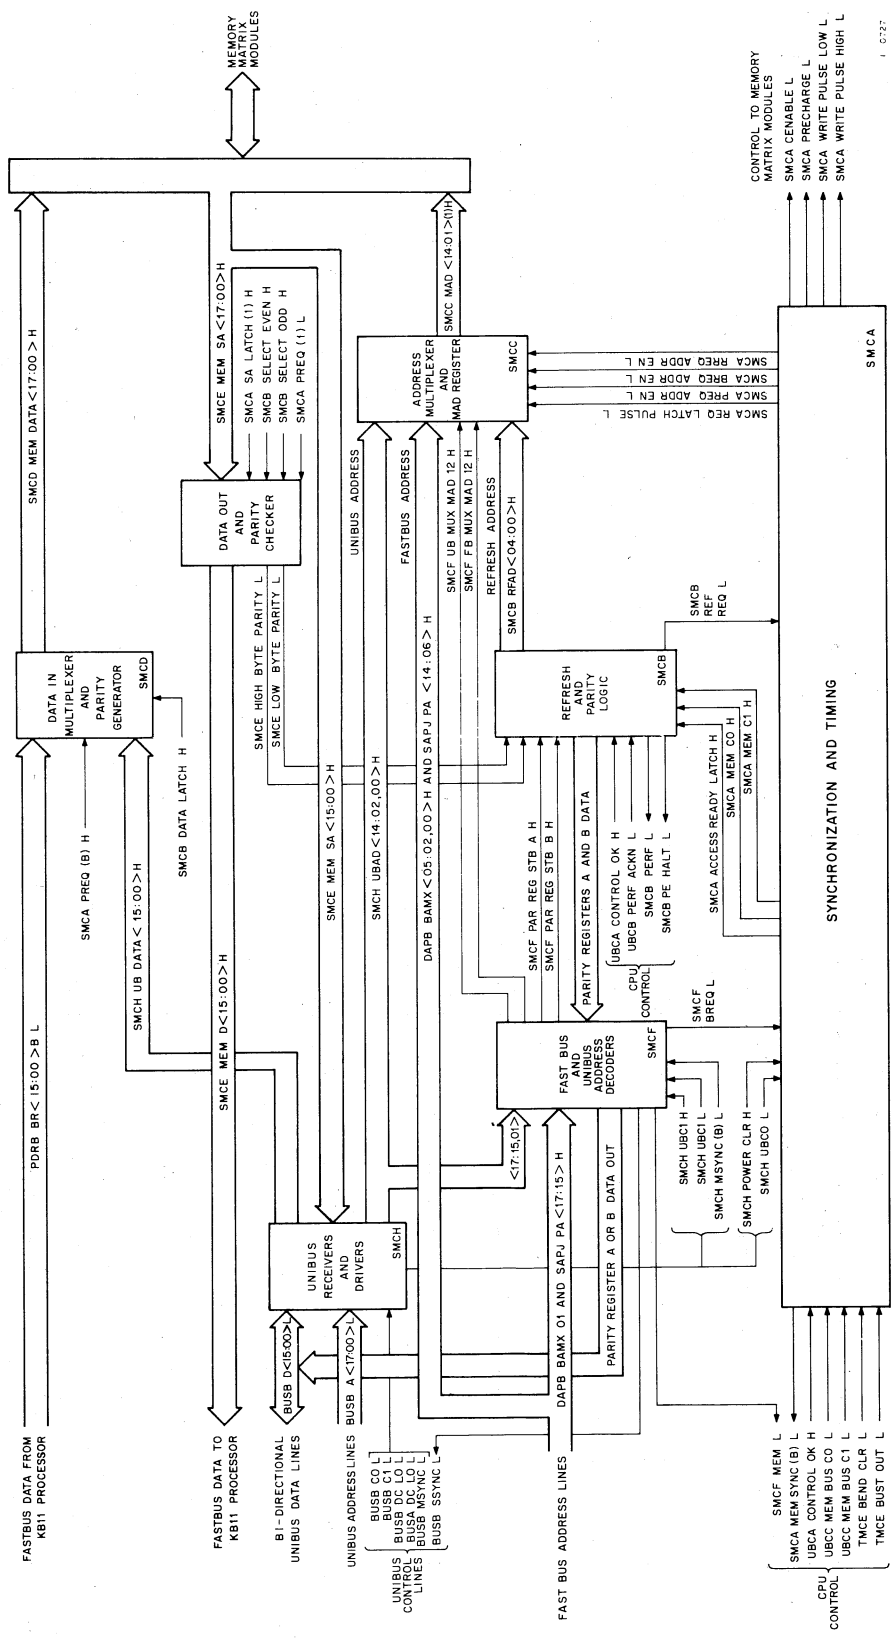 FASTBUS DATA FROM
KB11 PROCESSOR
PDRB BR<15:00>B L
SMCA PREQ (B) H
SMCH UB DATA<15:00>H
SMCB DATA LATCH H
DATA IN
MULTIPLEXER
AND
PARITY
GENERATOR
SMCD
SMCD MEM DATA<17:00>H
MEMORY
MATRIX
MODULES
FASTBUS DATA TO
KB11 PROCESSOR
SMCE MEM D<15:00>H
DATA OUT
AND
PARITY
CHECKER
SMCE MEM SA<17:00>H
SMCA SA LATCH (1) H
SMCB SELECT EVEN H
SMCB SELECT ODD H
SMCA PREQ (1) L
SMCE HIGH BYTE PARITY L
SMCE LOW BYTE PARITY L
BI-DIRECTIONAL
UNIBUS DATA LINES
BUSB D<15:00>L
UNIBUS ADDRESS LINES
BUSB A<17:00>L
UNIBUS
RECEIVERS
AND
DRIVERS
SMCH
SMCE MEM SA<15:00>H
SMCH UBAD<14:02,00>H
UNIBUS ADDRESS
UNIBUS
CONTROL
LINES
BUSB C0 L
BUSB C1 L
BUSB DC LO L
BUSA DC LO L
BUSB MSYNC L
BUSB SSYNC L
DAPB BAMX<05:02,00>H AND SAPJ PA <14:06> H
FASTBUS ADDRESS
SMCF UB MUX MAD 12 H
SMCF FB MUX MAD 12 H
ADDRESS
MULTIPLEXER
AND
MAD REGISTER
SMCC
SMCC MAD <14:01>(1)H
REFRESH ADDRESS
SMCB RFAD<04:00>H
SMCA REQ LATCH PULSE L
SMCA PREQ ADDR EN L
SMCA BREQ ADDR EN L
SMCA RREQ ADDR EN L
<17:15,01>
FAST BUS ADDRESS LINES
DAPB BAMX 01 AND SAPJ PA <17:15> H
PARITY REGISTER A OR B DATA OUT
FAST BUS
AND
UNIBUS
ADDRESS
DECODERS
SMCF
SMCF PAR REG STB A H
SMCF PAR REG STB B H
PARITY REGISTERS A AND B DATA
UBCA CONTROL OK H
UBCB PERF ACKN L
SMCB PERF L
SMCB PE HALT L
CPU
CONTROL
REFRESH
AND
PARITY
LOGIC
SMCB
SMCB
REF
REQ L
SMCA ACCESS READY LATCH H
SMCA MEM C0 H
SMCA MEM C1 H
SMCF
BREQ L
SMCH UBC1 H
SMCH UBC1 L
SMCH MSYNC (B) L
SMCH POWER CLR H
SMCH UBC0 L
CPU
CONTROL
SMCF MEM L
SMCA MEM SYNC (B) L
UBCA CONTROL OK H
UBCC MEM BUS C0 L
UBCC MEM BUS C1 L
TMCE BEND CLR L
TMCE BUST OUT L
SYNCHRONIZATION AND TIMING
SMCA
CONTROL TO MEMORY
MATRIX MODULES
SMCA CENABLE L
SMCA PRECHARGE L
SMCA WRITE PULSE LOW L
SMCA WRITE PULSE HIGH L